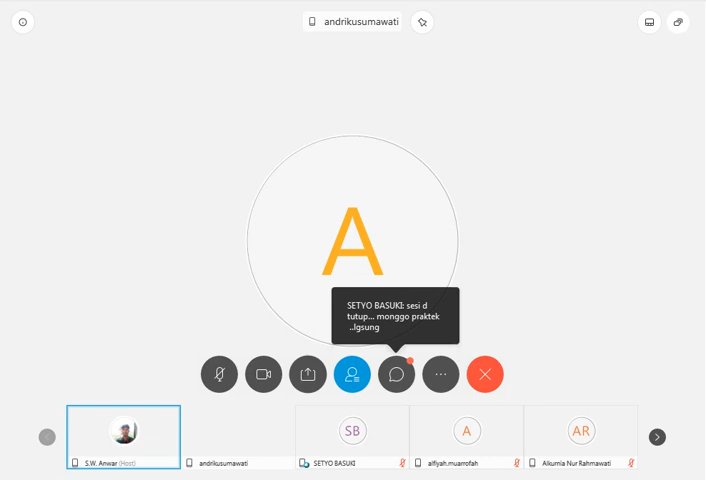 andrikusumawati
A
SETYO BASUKI: sesi d
tutup... monggo praktek
..lgsung
SB
A
AR
S.W. Anwar (Host)
andrikusumawati
SETYO BASUKI
alfiyah.muarrofah
Alkurnia Nur Rahmawati